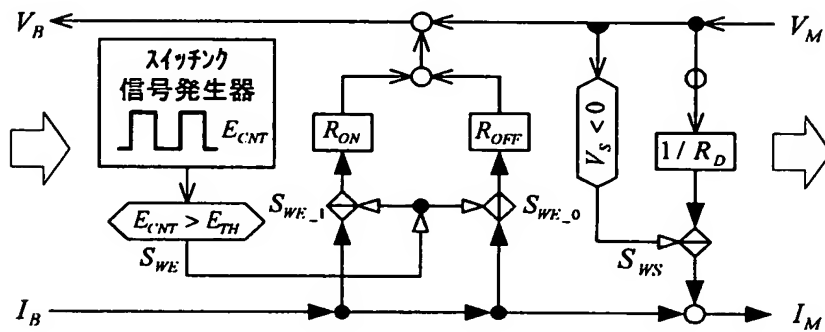 V_B
V_M
スイッチング
信号発生器
E_CNT
E_CNT > E_TH
S_WE
R_ON
R_OFF
S_WE_1
S_WE_0
V_S < 0
1 / R_D
S_WS
I_B
I_M